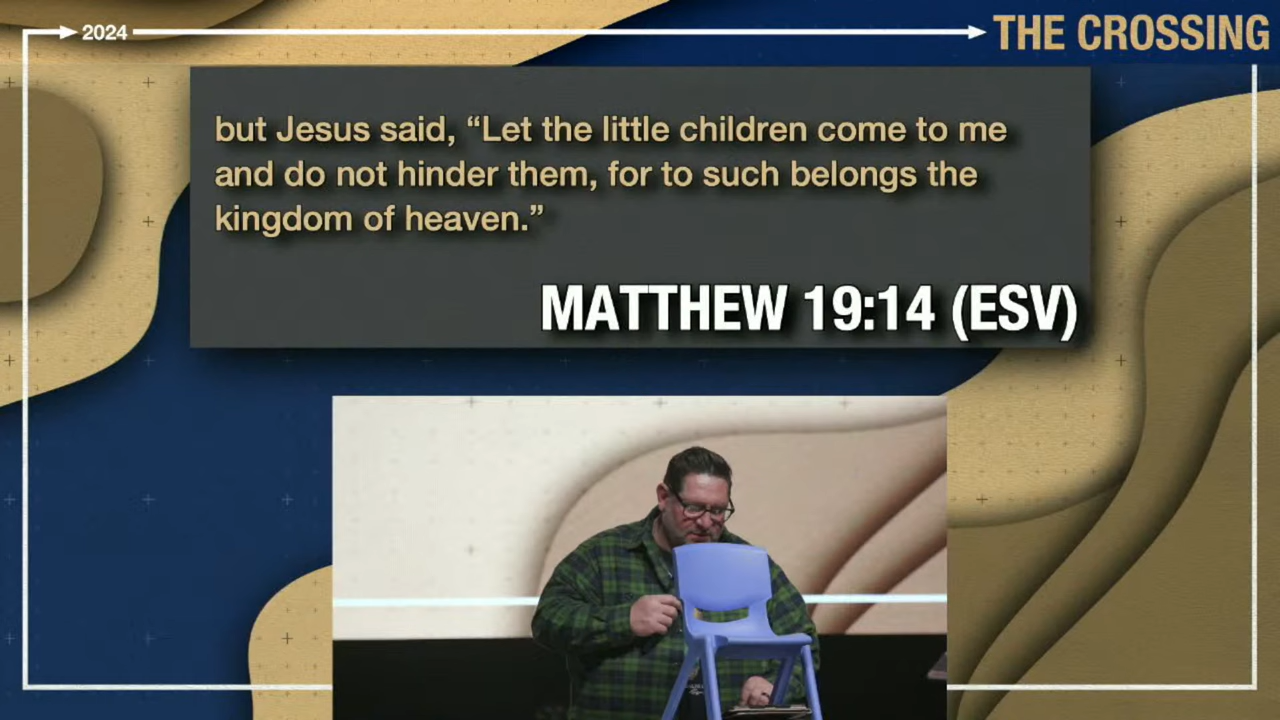 2024
THE CROSSING
but Jesus said, “Let the little children come to me
and do not hinder them, for to such belongs the
kingdom of heaven.”
MATTHEW 19:14 (ESV)